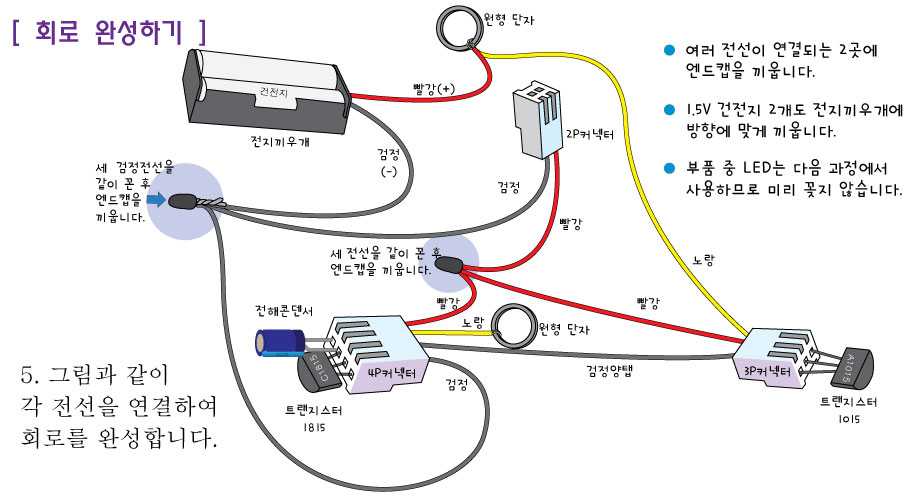 [ 회로 완성하기 ]
원형 단자
여러 전선이 연결되는 2곳에
엔드캡을 끼웁니다.
1.5V 건전지 2개도 전지끼우개에
방향에 맞게 끼웁니다.
부품 중 LED는 다음 과정에서
사용하므로 미리 꽂지 않습니다.
건전지
빨강(+)
전지끼우개
2P커넥터
검정
(-)
세 검정전선을
같이 꼰 후
엔드캡을
끼웁니다.
검정
빨강
세 전선을 같이 꼰 후
엔드캡을 끼웁니다.
노랑
빨강
빨강
전해콘덴서
노랑
원형 단자
C1815
4P커넥터
검정
검정양탭
3P커넥터
A1015
트랜지스터
1815
트랜지스터
1015
5. 그림과 같이
각 전선을 연결하여
회로를 완성합니다.